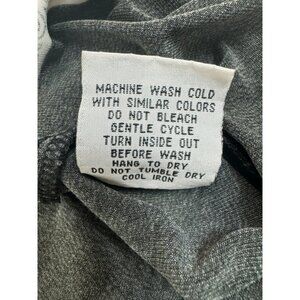 MACHINE WASH COLD
WITH SIMILAR COLORS
DO NOT BLEACH
GENTLE CYCLE
TURN INSIDE OUT
BEFORE WASH
HANG TO DRY
DO NOT TUMBLE DRY
COOL IRON